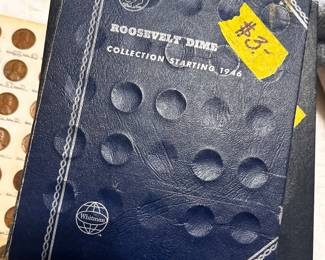 $3-
ROOSEVELT DIME
COLLECTION STARTING 1946
Whitman